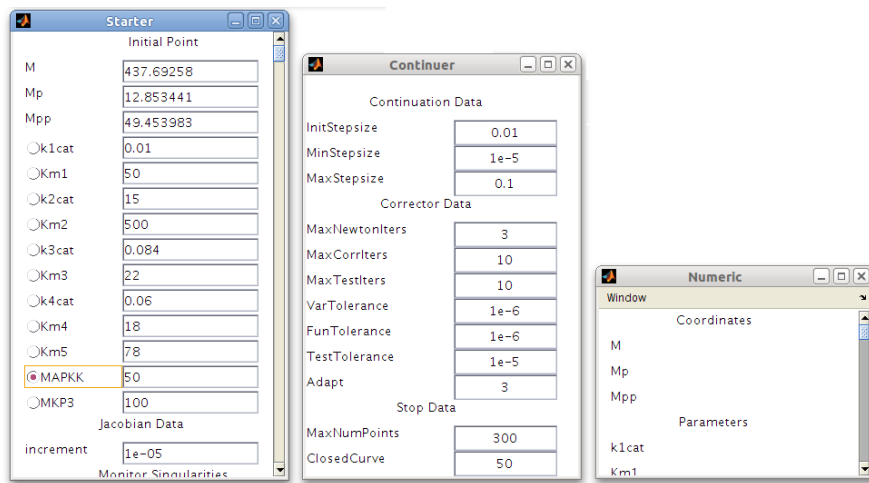 Starter
Initial Point
M 437.69258
Mp 12.853441
Mpp 49.453983
k1cat 0.01
Km1 50
k2cat 15
Km2 500
k3cat 0.084
Km3 22
k4cat 0.06
Km4 18
Km5 78
MAPKK 50
MKP3 100
Jacobian Data
increment 1e-05
Monitor Singularities
Continuer
Continuation Data
InitStepsize 0.01
MinStepsize 1e-5
MaxStepsize 0.1
Corrector Data
MaxNewtonIters 3
MaxCorrIters 10
MaxTestIters 10
VarTolerance 1e-6
FunTolerance 1e-6
TestTolerance 1e-5
Adapt 3
Stop Data
MaxNumPoints 300
ClosedCurve 50
Numeric
Window
Coordinates
M
Mp
Mpp
Parameters
k1cat
Km1